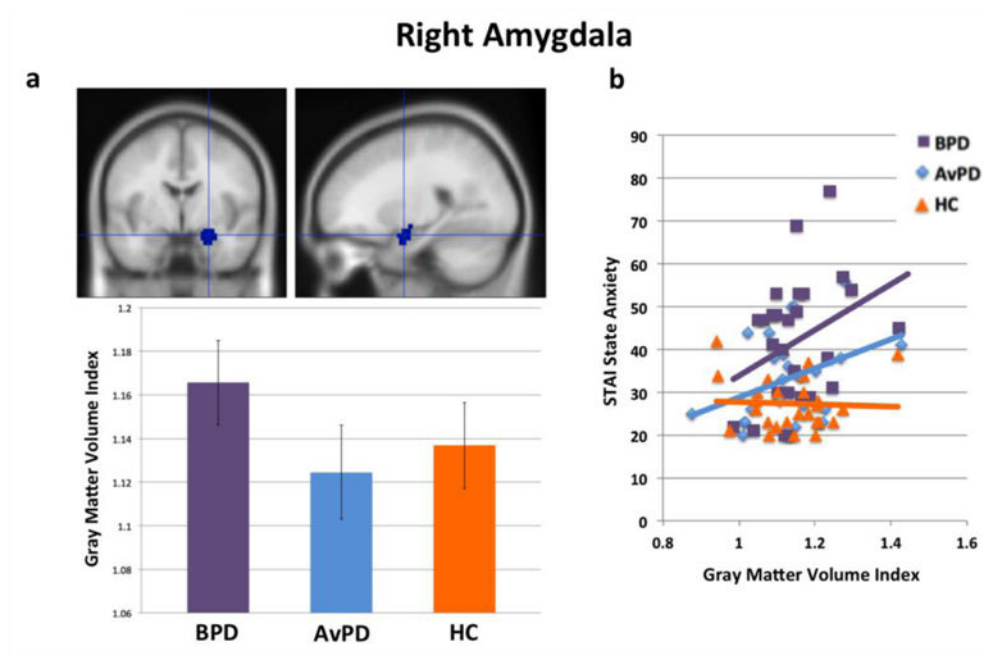 Right Amygdala
a
b
1.2
1.18
1.16
1.14
1.12
1.1
1.08
1.06
Gray Matter Volume Index
BPD AvPD HC
90
80
70
60
50
40
30
20
10
0
STAI State Anxiety
BPD
AvPD
HC
0.8 1 1.2 1.4 1.6
Gray Matter Volume Index